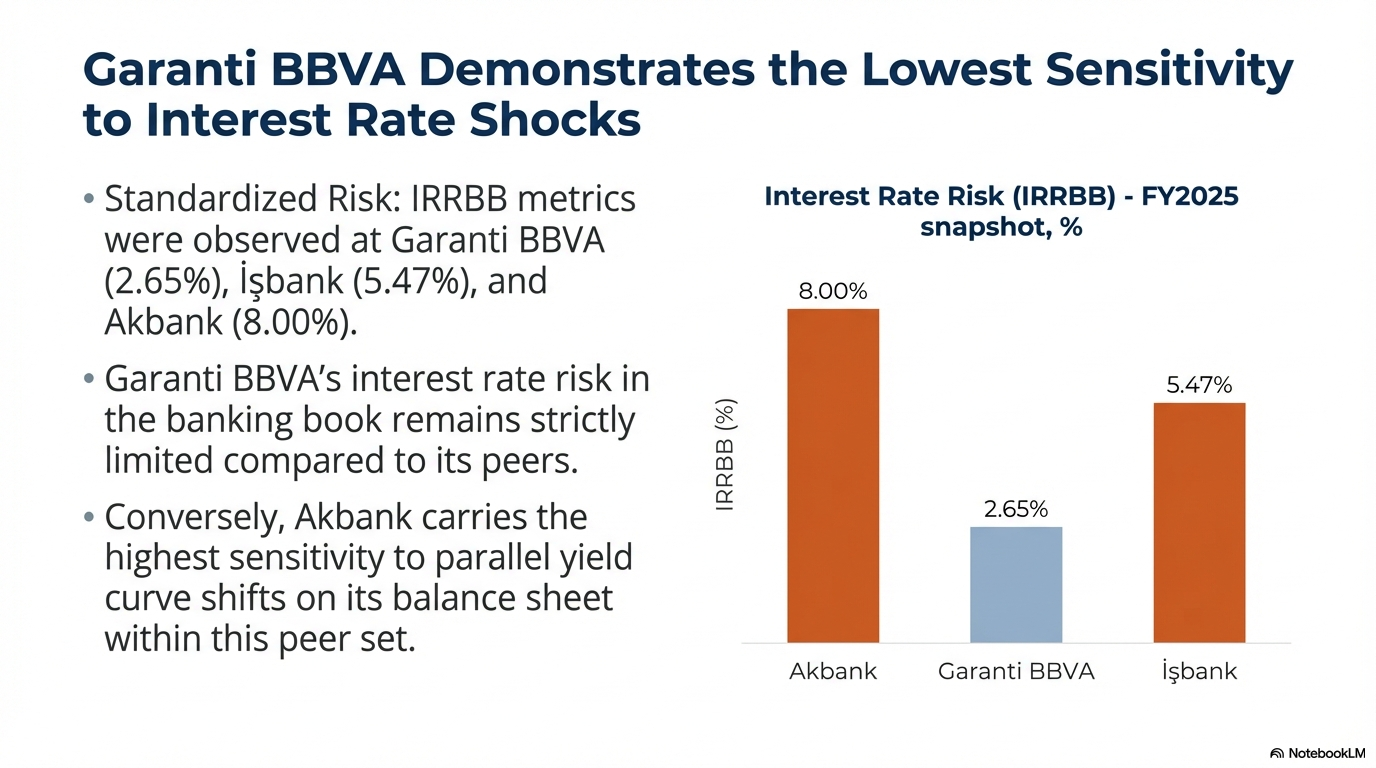 Garanti BBVA Demonstrates the Lowest Sensitivity
to Interest Rate Shocks
• Standardized Risk: IRRBB metrics
were observed at Garanti BBVA
(2.65%), İşbank (5.47%), and
Akbank (8.00%).
• Garanti BBVA’s interest rate risk in
the banking book remains strictly
limited compared to its peers.
• Conversely, Akbank carries the
highest sensitivity to parallel yield
curve shifts on its balance sheet
within this peer set.
Interest Rate Risk (IRRBB) - FY2025
snapshot, %
IRRBB (%)
8.00%
2.65%
5.47%
Akbank
Garanti BBVA
İşbank
NotebookLM